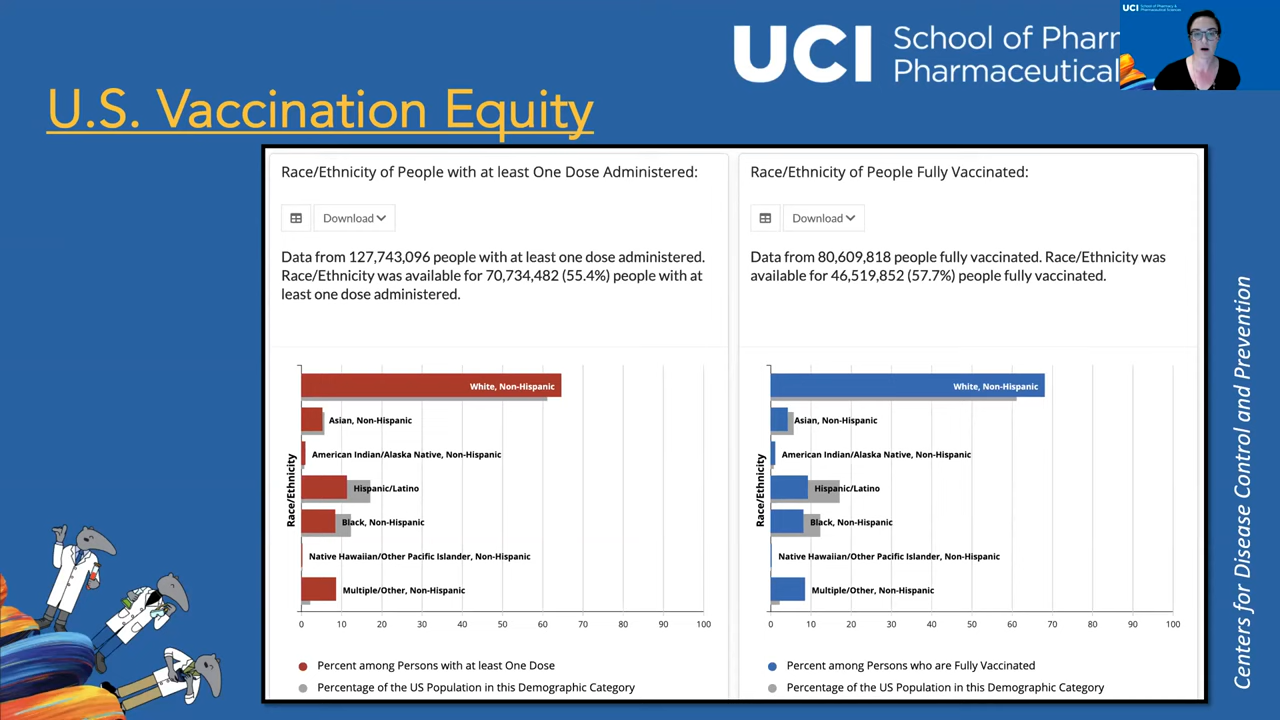 UCI School of Pharm
Pharmaceutical
UCI
U.S. Vaccination Equity
Race/Ethnicity of People with at least One Dose Administered:
Download
Data from 127,743,096 people with at least one dose administered.
Race/Ethnicity was available for 70,734,482 (55.4%) people with at
least one dose administered.
Race/Ethnicity
White, Non-Hispanic
Asian, Non-Hispanic
American Indian/Alaska Native, Non-Hispanic
Hispanic/Latino
Black, Non-Hispanic
Native Hawaiian/Other Pacific Islander, Non-Hispanic
Multiple/Other, Non-Hispanic
0 10 20 30 40 50 60 70 80 90 100
Percent among Persons with at least One Dose
Percentage of the US Population in this Demographic Category
Race/Ethnicity of People Fully Vaccinated:
Download
Data from 80,609,818 people fully vaccinated. Race/Ethnicity was
available for 46,519,852 (57.7%) people fully vaccinated.
Race/Ethnicity
White, Non-Hispanic
Asian, Non-Hispanic
American Indian/Alaska Native, Non-Hispanic
Hispanic/Latino
Black, Non-Hispanic
Native Hawaiian/Other Pacific Islander, Non-Hispanic
Multiple/Other, Non-Hispanic
0 10 20 30 40 50 60 70 80 90 100
Percent among Persons who are Fully Vaccinated
Percentage of the US Population in this Demographic Category
Centers for Disease Control and Prevention